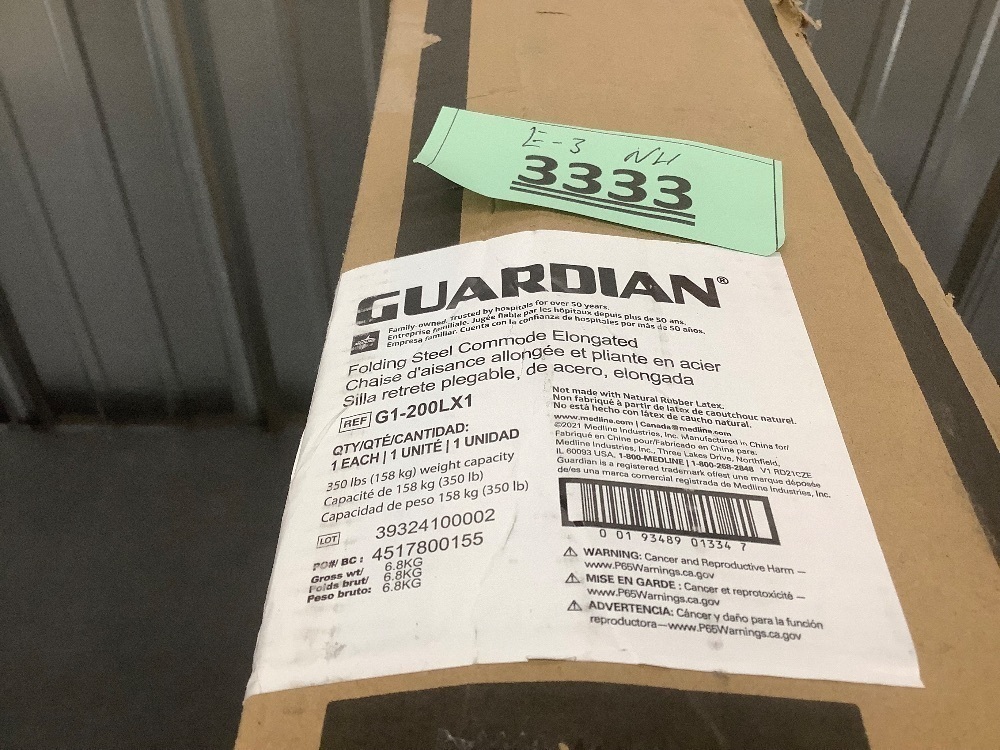 E-3 NH
3333
GUARDIAN®
Family-owned. Trusted by hospitals for over 50 years.
Entreprise familiale. Jugée fiable par les hôpitaux depuis plus de 50 ans.
Empresa familiar. Cuenta con la confianza de hospitales por más de 50 años.
Folding Steel Commode Elongated
Chaise d'aisance allongée et pliante en acier
Silla retrete plegable, de acero, elongada
REF G1-200LX1
QTY/QTÉ/CANTIDAD:
1 EACH | 1 UNITÉ | 1 UNIDAD
350 lbs (158 kg) weight capacity
Capacité de 158 kg (350 lb)
Capacidad de peso 158 kg (350 lb)
LOT 39324100002
PO#/ BC: 4517800155
Gross wt/ 6.8KG
Poids brut/ 6.8KG
Peso bruto: 6.8KG
Not made with Natural Rubber Latex.
Non fabriqué à partir de latex de caoutchouc naturel.
No está hecho con látex de caucho natural.
www.medline.com | Canada@medline.com
©2021 Medline Industries, Inc. Manufactured in China for/
Fabriqué en Chine pour/Fabricado en China para:
Medline Industries, Inc., Three Lakes Drive, Northfield,
IL 60093 USA. 1-800-MEDLINE | 1-800-268-2848 V1 RD21CZE
Guardian is a registered trademark of/est une marque déposée
de/es una marca comercial registrada de Medline Industries, Inc.
0 01 93489 01334 7
⚠ WARNING: Cancer and Reproductive Harm –
www.P65Warnings.ca.gov
⚠ MISE EN GARDE : Cancer et reprotoxicité –
www.P65Warnings.ca.gov
⚠ ADVERTENCIA: Cáncer y daño para la función
reproductora—www.P65Warnings.ca.gov